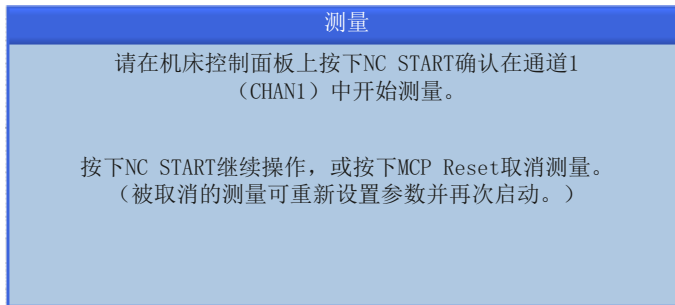 测量
请在机床控制面板上按下NC START确认在通道1
（CHAN1）中开始测量。
按下NC START继续操作，或按下MCP Reset取消测量。
（被取消的测量可重新设置参数并再次启动。）